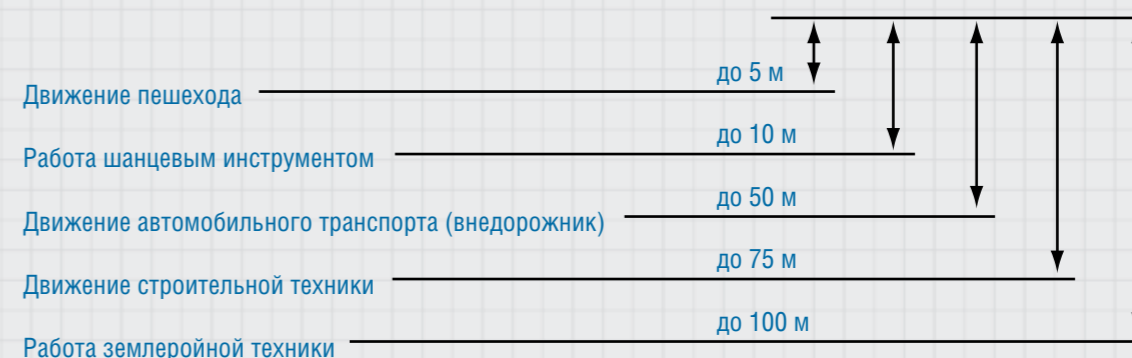 до 5 м
Движение пешехода
до 10 м
Работа шанцевым инструментом
до 50 м
Движение автомобильного транспорта (внедорожник)
до 75 м
Движение строительной техники
до 100 м
Работа землеройной техники